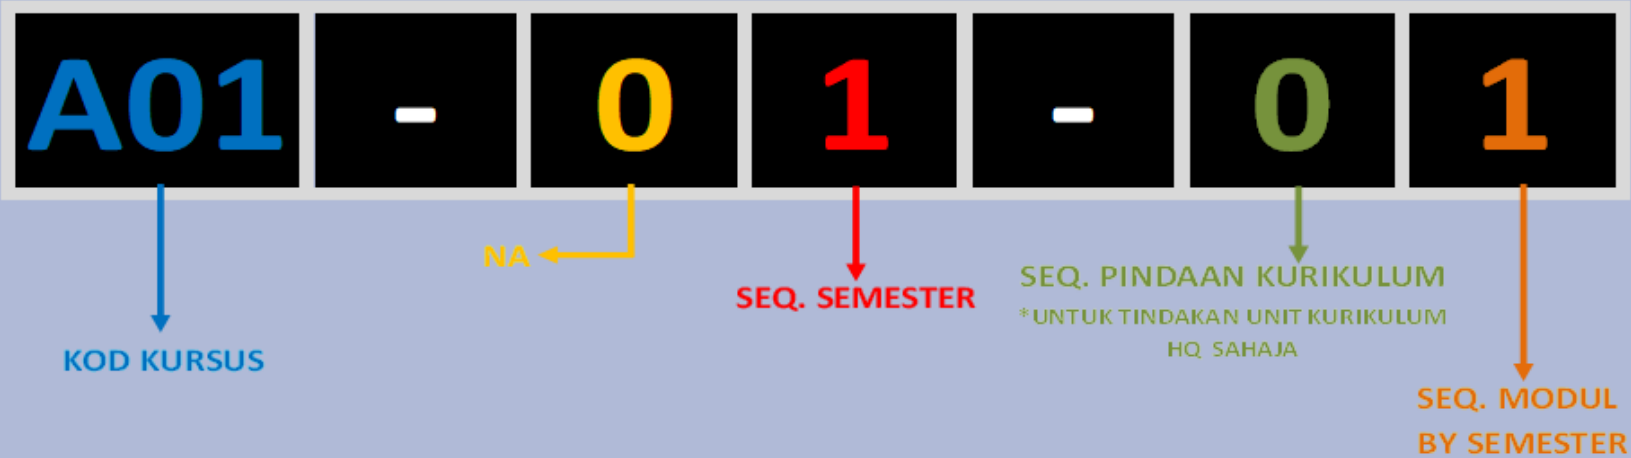 A01 - 0 1 - 0 1
NA
SEQ. SEMESTER
SEQ. PINDAAN KURIKULUM
*UNTUK TINDAKAN UNIT KURIKULUM
HQ SAHAJA
KOD KURSUS
SEQ. MODUL
BY SEMESTER